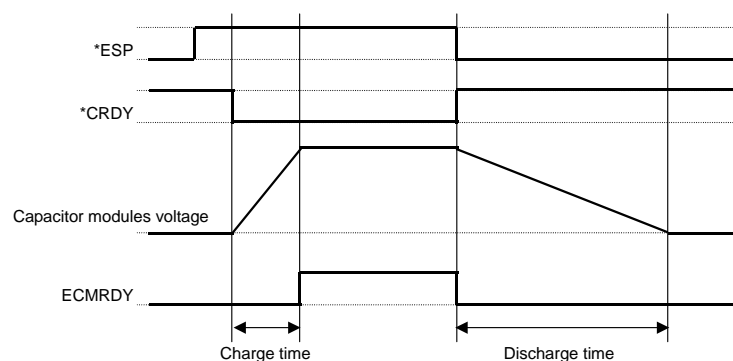 *ESP
*CRDY
Capacitor modules voltage
ECMRDY
Charge time
Discharge time